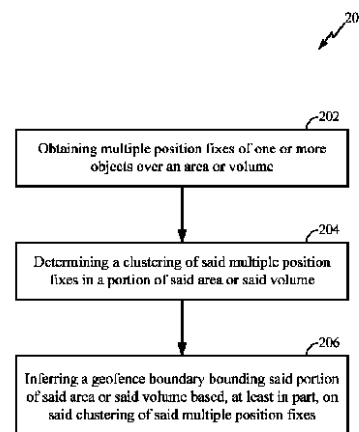 20
202
Obtaining multiple position fixes of one or more
objects over an area or volume
204
Determining a clustering of said multiple position
fixes in a portion of said area or said volume
206
Inferring a geofence boundary bounding said portion
of said area or said volume based, at least in part, on
said clustering of said multiple position fixes